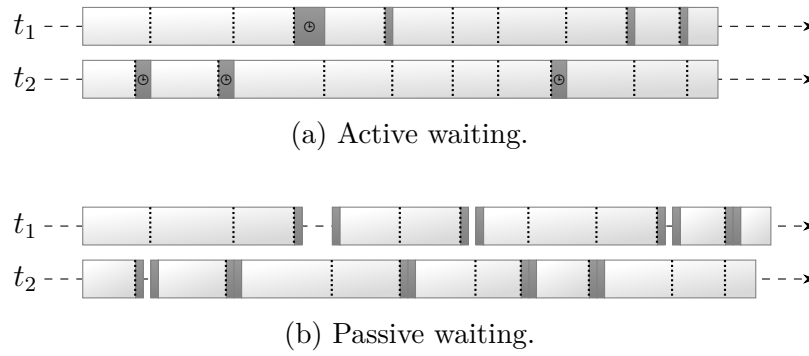 t₁
t₂
(a) Active waiting.
t₁
t₂
(b) Passive waiting.